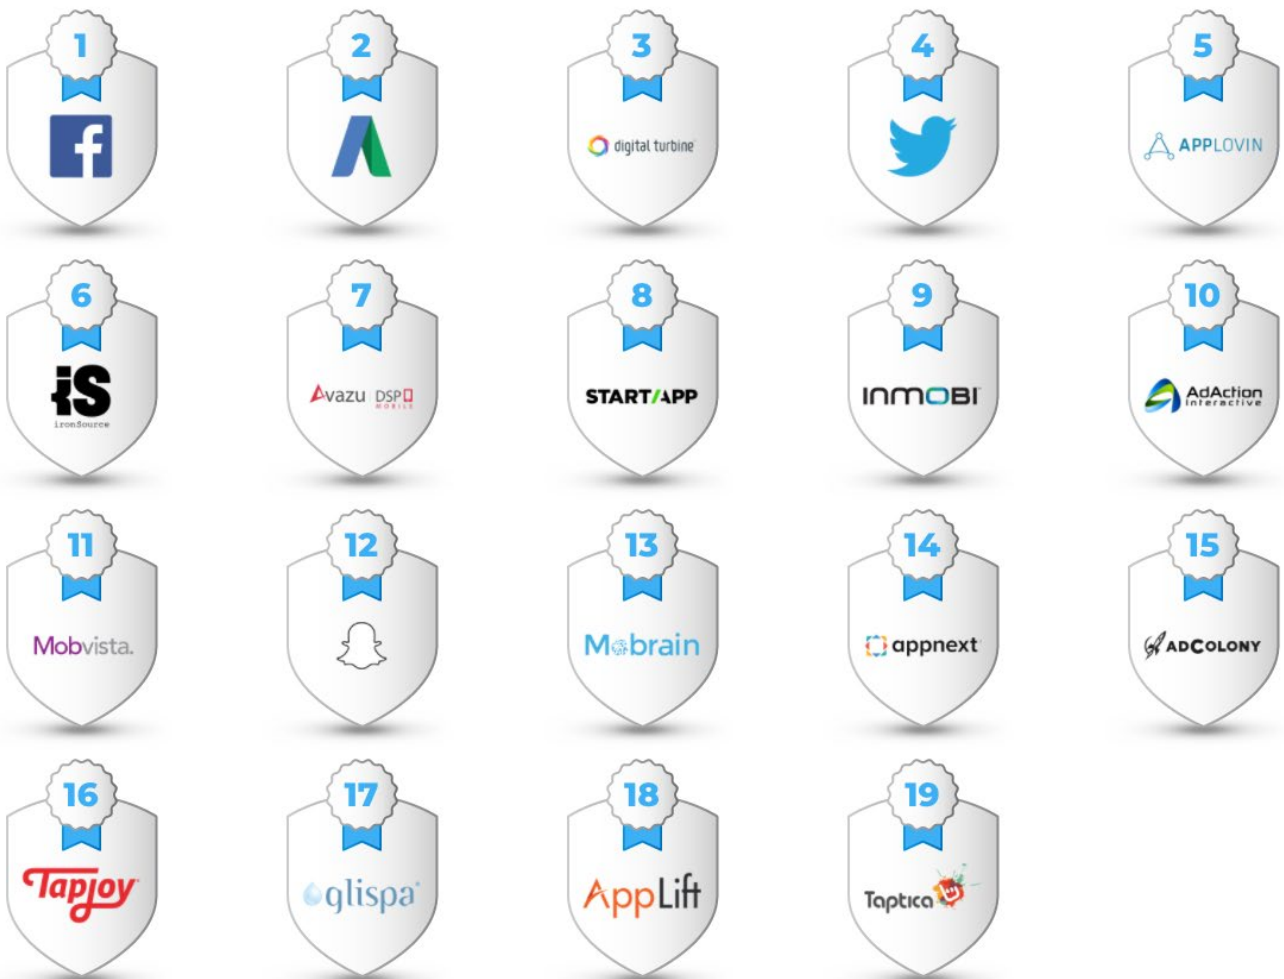 1
2
3
4
5
f
digital turbine
APPLOVIN
6
7
8
9
10
iS
ironSource
Avazu DSP
MOBILE
START/APP
INMOBI
AdAction
Interactive
11
12
13
14
15
Mobvista.
Mobrain
appnext
ADCOLONY
16
17
18
19
Tapjoy
glispa
AppLift
Taptica